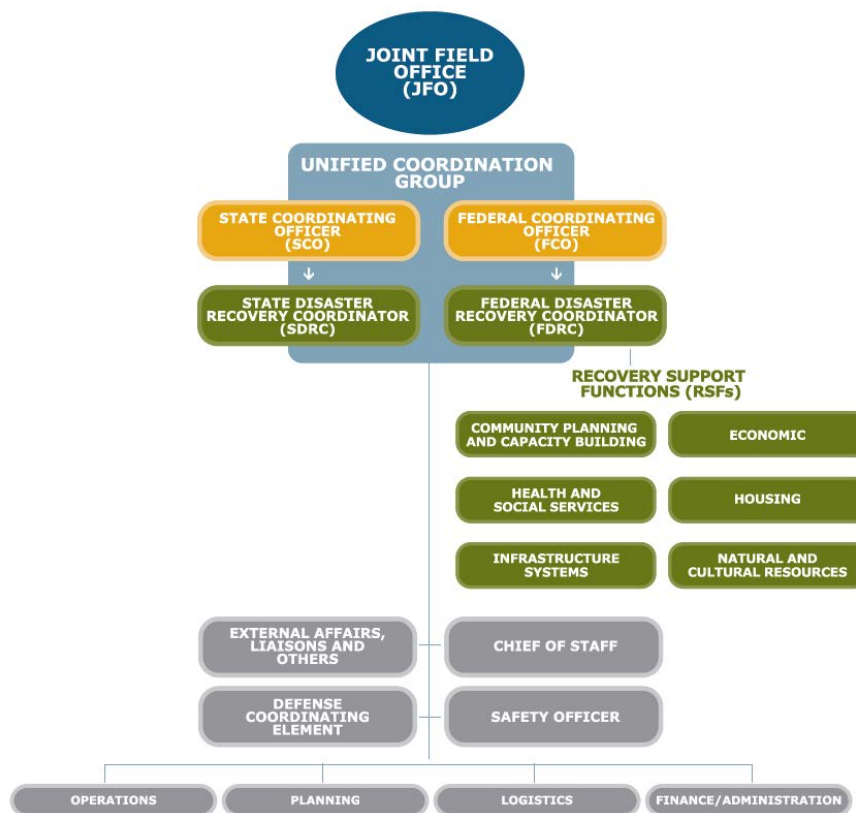 JOINT FIELD
OFFICE
(JFO)
UNIFIED COORDINATION
GROUP
STATE COORDINATING
OFFICER
(SCO)
FEDERAL COORDINATING
OFFICER
(FCO)
STATE DISASTER
RECOVERY COORDINATOR
(SDRC)
FEDERAL DISASTER
RECOVERY COORDINATOR
(FDRC)
RECOVERY SUPPORT
FUNCTIONS (RSFs)
COMMUNITY PLANNING
AND CAPACITY BUILDING
ECONOMIC
HEALTH AND
SOCIAL SERVICES
HOUSING
INFRASTRUCTURE
SYSTEMS
NATURAL AND
CULTURAL RESOURCES
EXTERNAL AFFAIRS,
LIAISONS AND
OTHERS
CHIEF OF STAFF
DEFENSE
COORDINATING
ELEMENT
SAFETY OFFICER
OPERATIONS
PLANNING
LOGISTICS
FINANCE/ADMINISTRATION